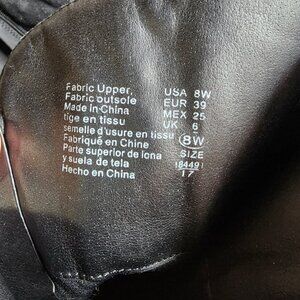 Fabric Upper,
Fabric outsole
Made in China
tige en tissu
semelle d'usure en tissu
Fabriqué en Chine
Parte superior de lona
y suela de tela
Hecho en China
USA 8W
EUR 39
MEX 25
UK 6
8W
SIZE
184491
17